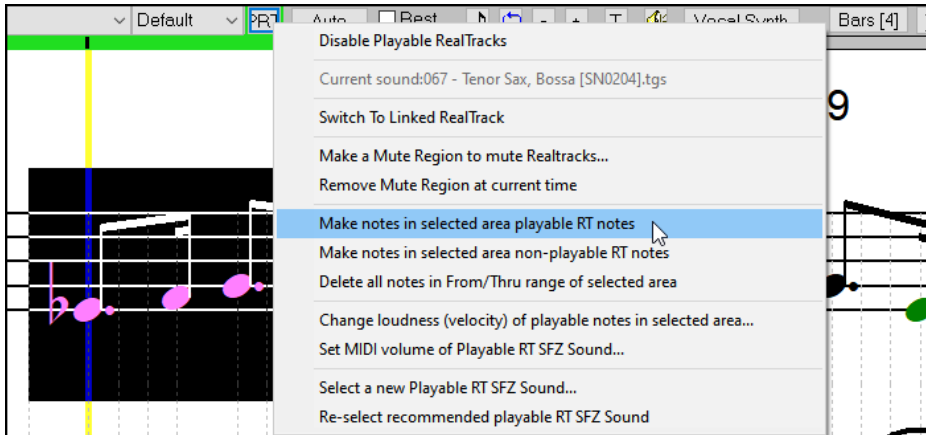 Default PRT Auto Best - + T Vocal Synth Bars [4]
Disable Playable RealTracks
Current sound:067 - Tenor Sax, Bossa [SN0204].tgs
Switch To Linked RealTrack
9
Make a Mute Region to mute Realtracks...
Remove Mute Region at current time
Make notes in selected area playable RT notes
Make notes in selected area non-playable RT notes
Delete all notes in From/Thru range of selected area
Change loudness (velocity) of playable notes in selected area...
Set MIDI volume of Playable RT SFZ Sound...
Select a new Playable RT SFZ Sound...
Re-select recommended playable RT SFZ Sound